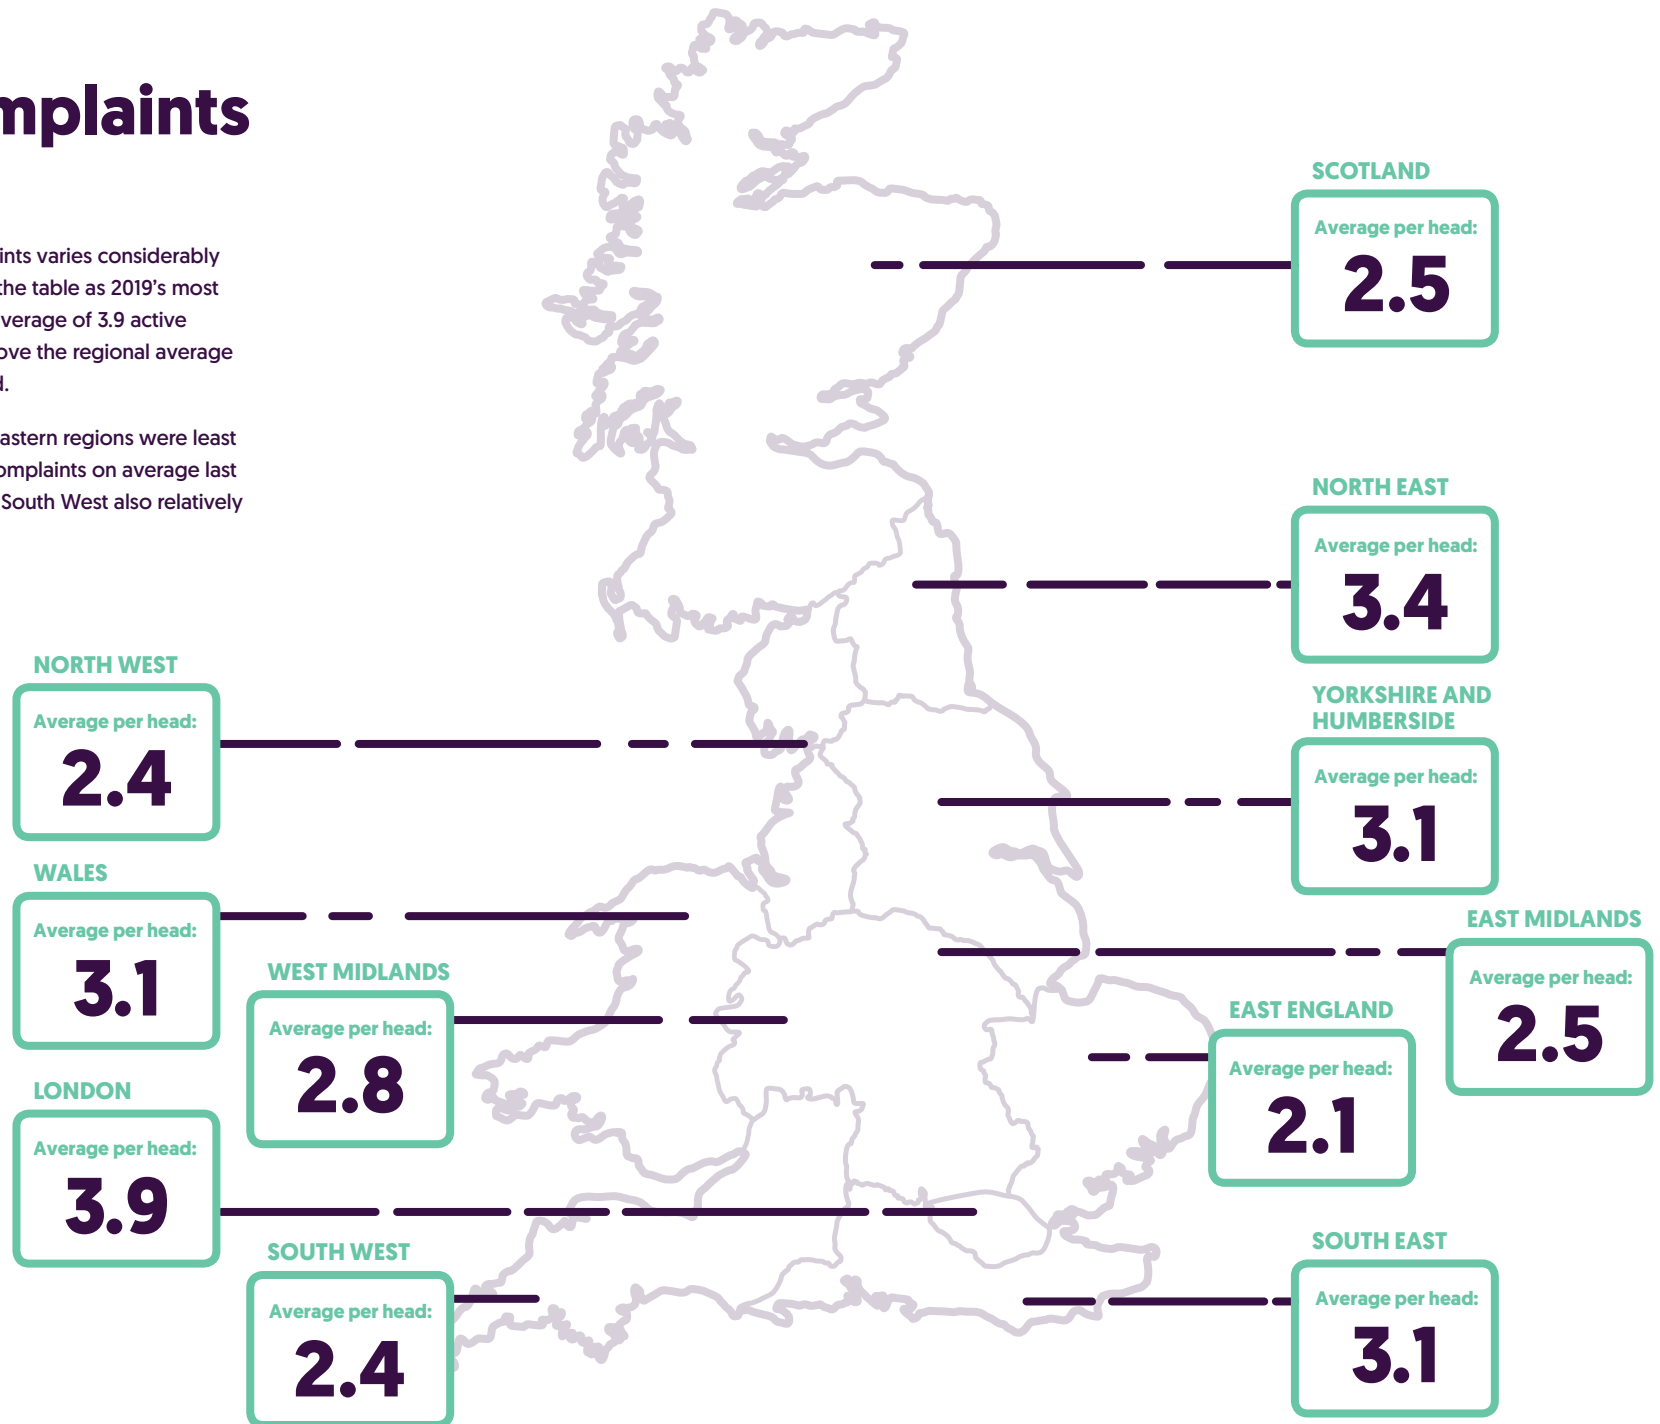 mplaints
ints varies considerably
the table as 2019's most
verage of 3.9 active
ove the regional average
d.
astern regions were least
omplaints on average last
South West also relatively
SCOTLAND
Average per head:
2.5
NORTH EAST
Average per head:
3.4
NORTH WEST
Average per head:
2.4
YORKSHIRE AND
HUMBERSIDE
Average per head:
3.1
WALES
Average per head:
3.1
EAST MIDLANDS
Average per head:
2.5
WEST MIDLANDS
Average per head:
2.8
EAST ENGLAND
Average per head:
2.1
LONDON
Average per head:
3.9
SOUTH WEST
Average per head:
2.4
SOUTH EAST
Average per head:
3.1